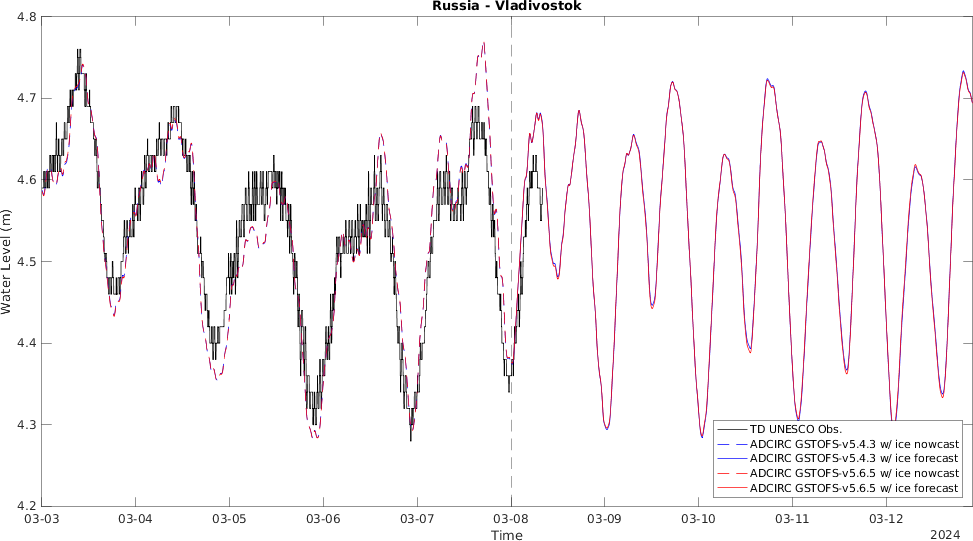 Russia - Vladivostok
4.8
4.7
4.6
4.5
4.4
4.3
4.2
Water Level (m)
TD UNESCO Obs.
ADCIRC GSTOFS-v5.4.3 w/ ice nowcast
ADCIRC GSTOFS-v5.4.3 w/ ice forecast
ADCIRC GSTOFS-v5.6.5 w/ ice nowcast
ADCIRC GSTOFS-v5.6.5 w/ ice forecast
03-03 03-04 03-05 03-06 03-07 03-08 03-09 03-10 03-11 03-12
Time
2024